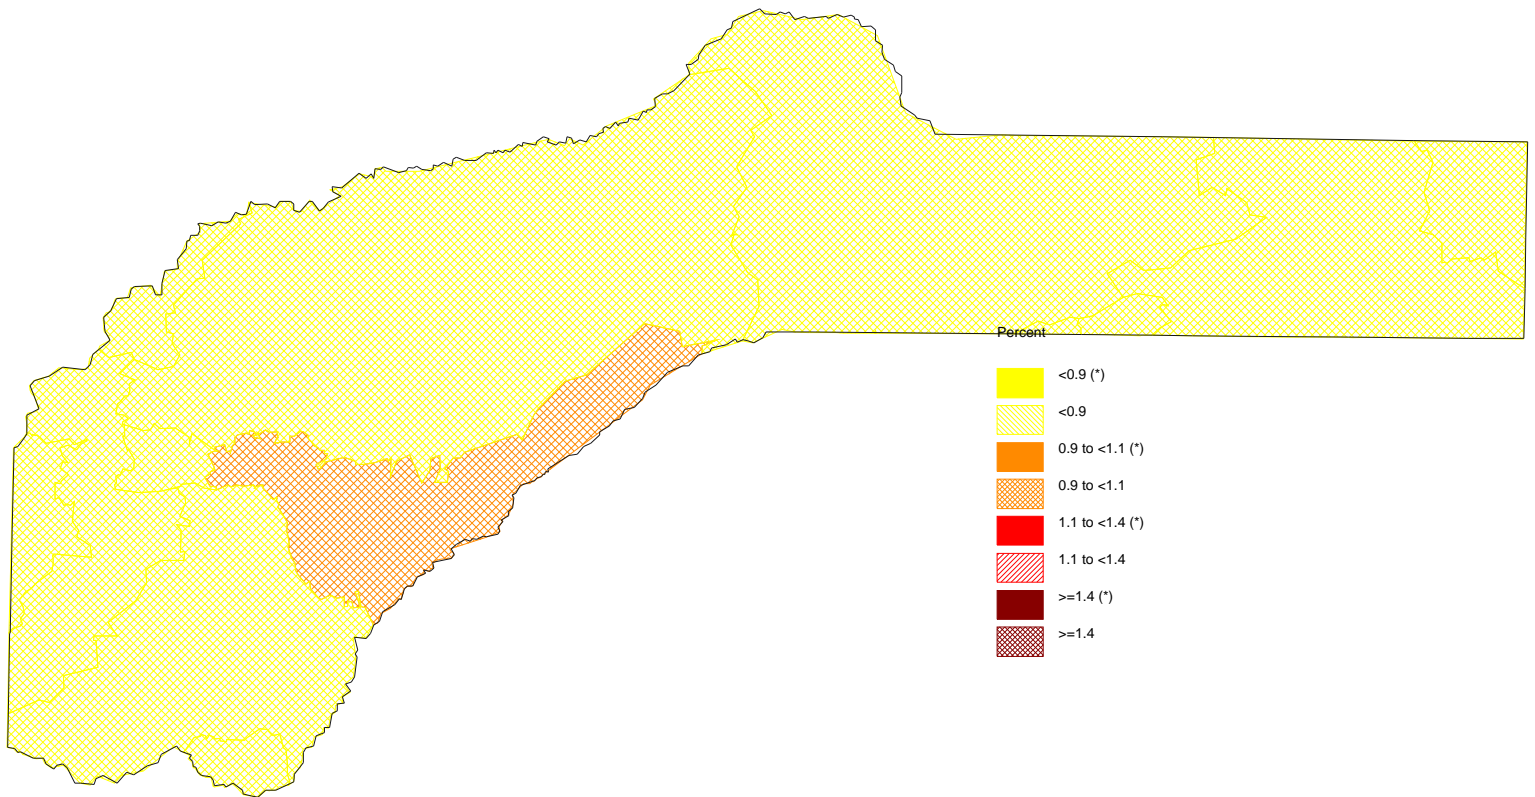 Percent
<0.9 (*)
<0.9
0.9 to <1.1 (*)
0.9 to <1.1
1.1 to <1.4 (*)
1.1 to <1.4
>=1.4 (*)
>=1.4